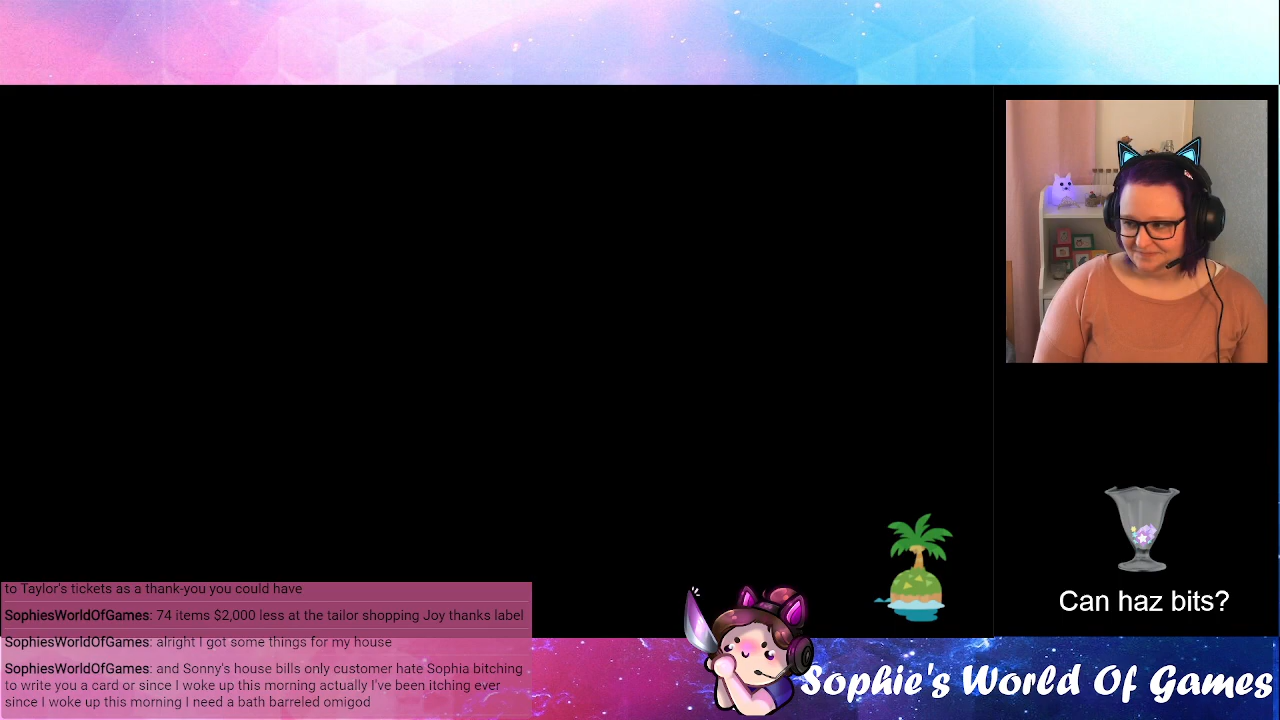 to Taylor's tickets as a thank-you you could have
SophiesWorldOfGames: 74 items $2,000 less at the tailor shopping Joy thanks label
SophiesWorldOfGames: alright I got some things for my house
SophiesWorldOfGames: and Sonny's house bills only customer hate Sophia bitching
to write you a card or since I woke up this morning actually I've been itching ever
since I woke up this morning I need a bath barreled omigod
Can haz bits?
Sophie's World Of Games